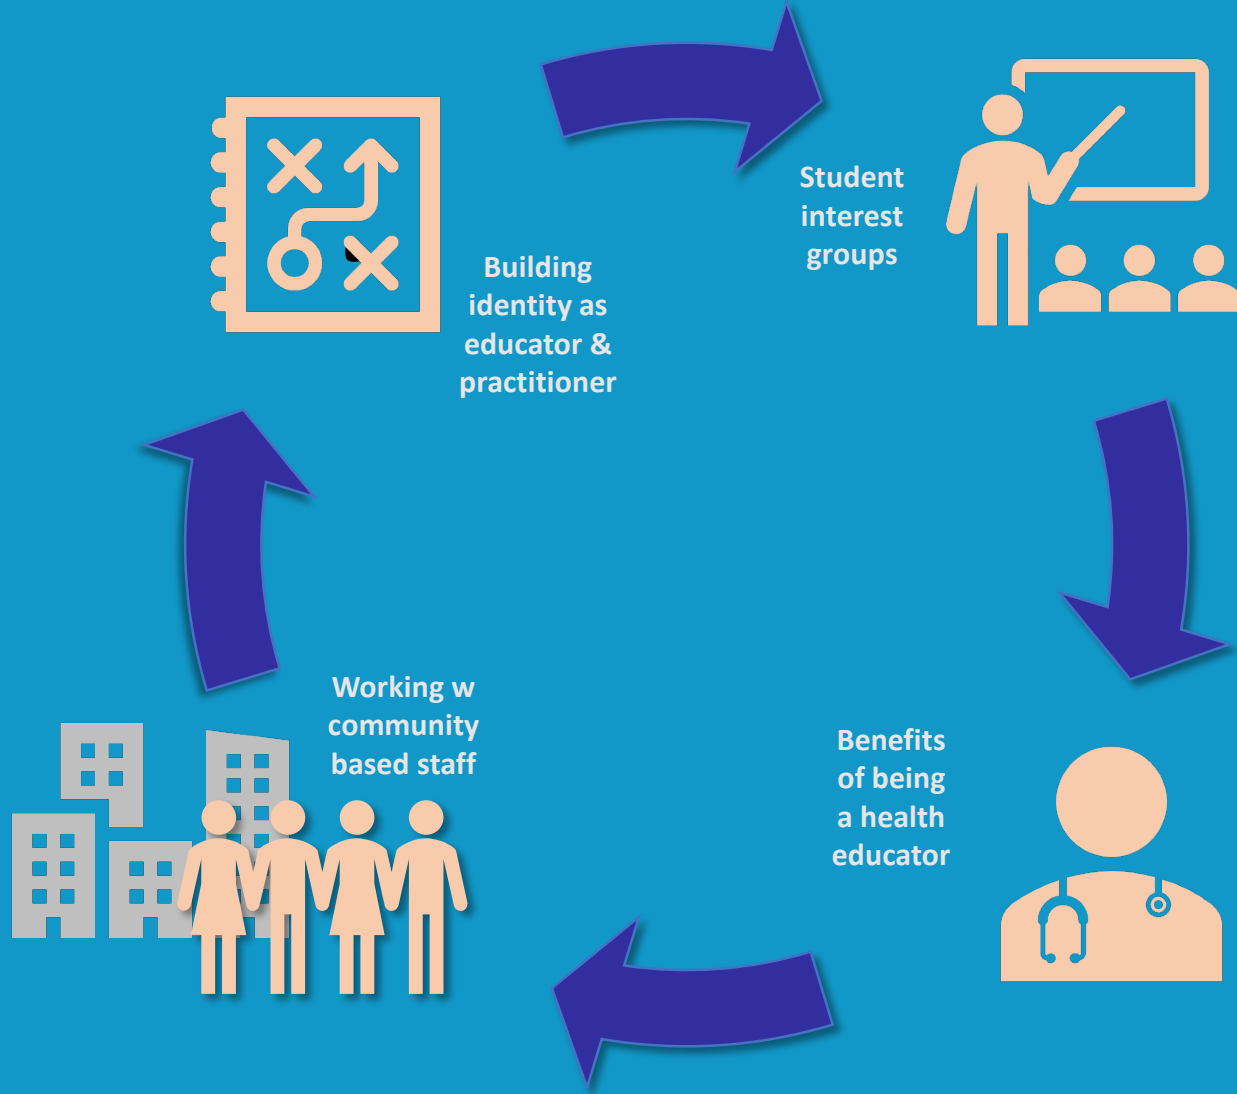 Building
identity as
educator &
practitioner
Student
interest
groups
Benefits
of being
a health
educator
Working w
community
based staff